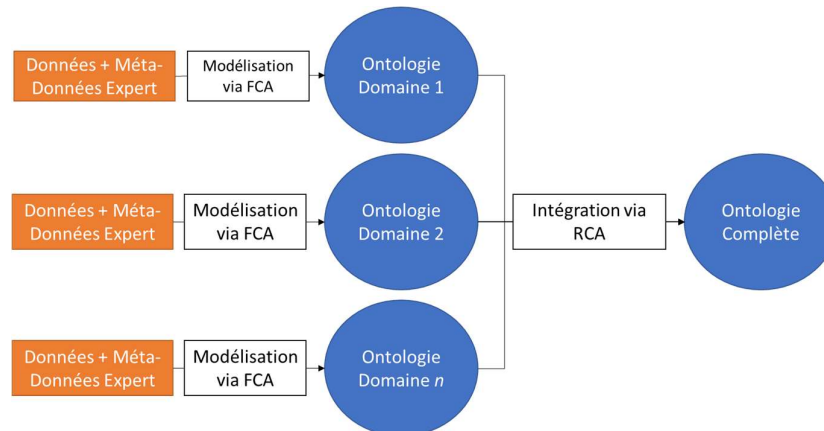 Données + Méta-
Données Expert
Modélisation
via FCA
Ontologie
Domaine 1
Données + Méta-
Données Expert
Modélisation
via FCA
Ontologie
Domaine 2
Intégration via
RCA
Ontologie
Complète
Données + Méta-
Données Expert
Modélisation
via FCA
Ontologie
Domaine n